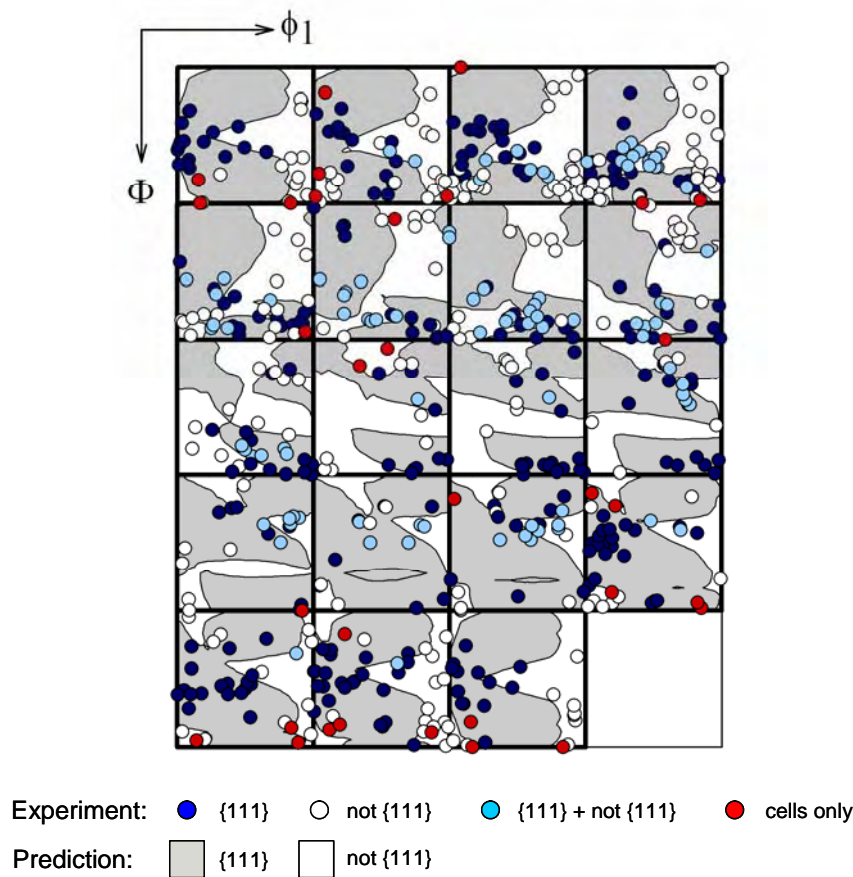 ϕ1
Φ
Experiment: {111} not {111} {111} + not {111} cells only
Prediction: {111} not {111}